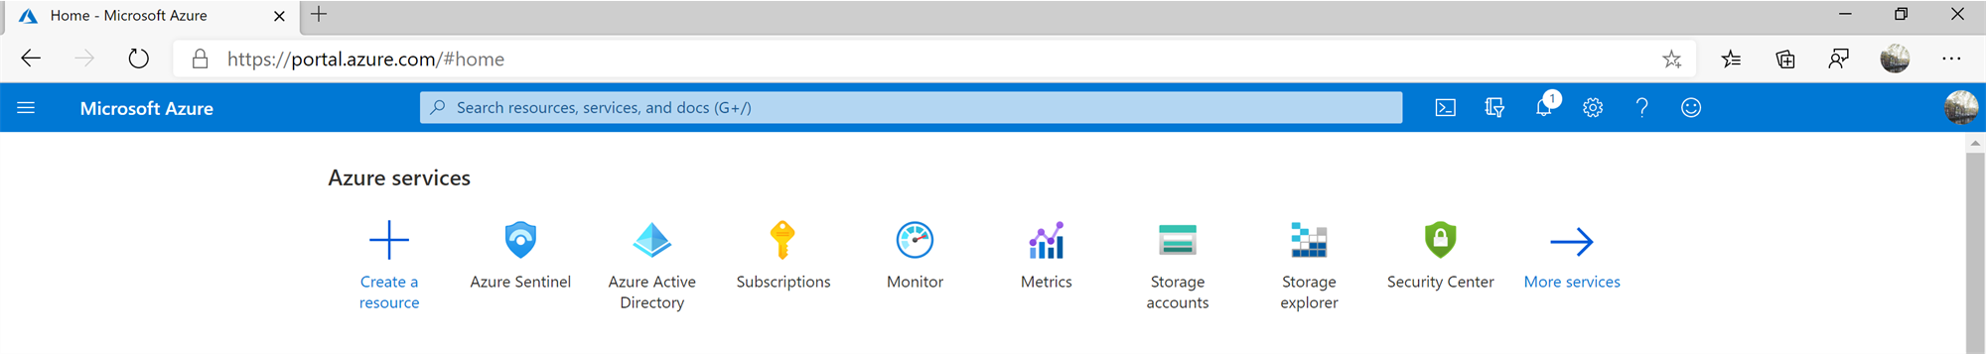 Home - Microsoft Azure
https://portal.azure.com/#home
Microsoft Azure
Search resources, services, and docs (G+/)
1
Azure services
Create a
resource
Azure Sentinel
Azure Active
Directory
Subscriptions
Monitor
Metrics
Storage
accounts
Storage
explorer
Security Center
More services